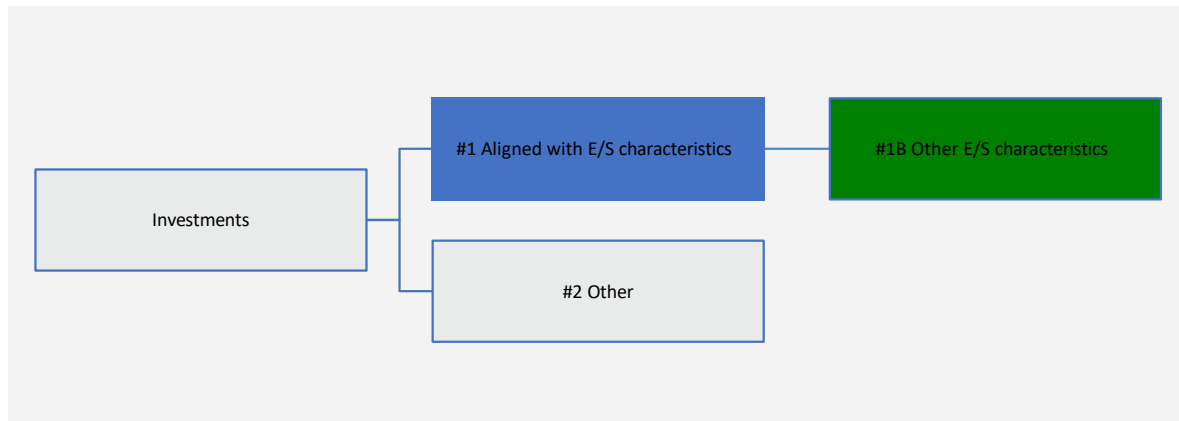 #1 Aligned with E/S characteristics
#1B Other E/S characteristics
Investments
#2 Other